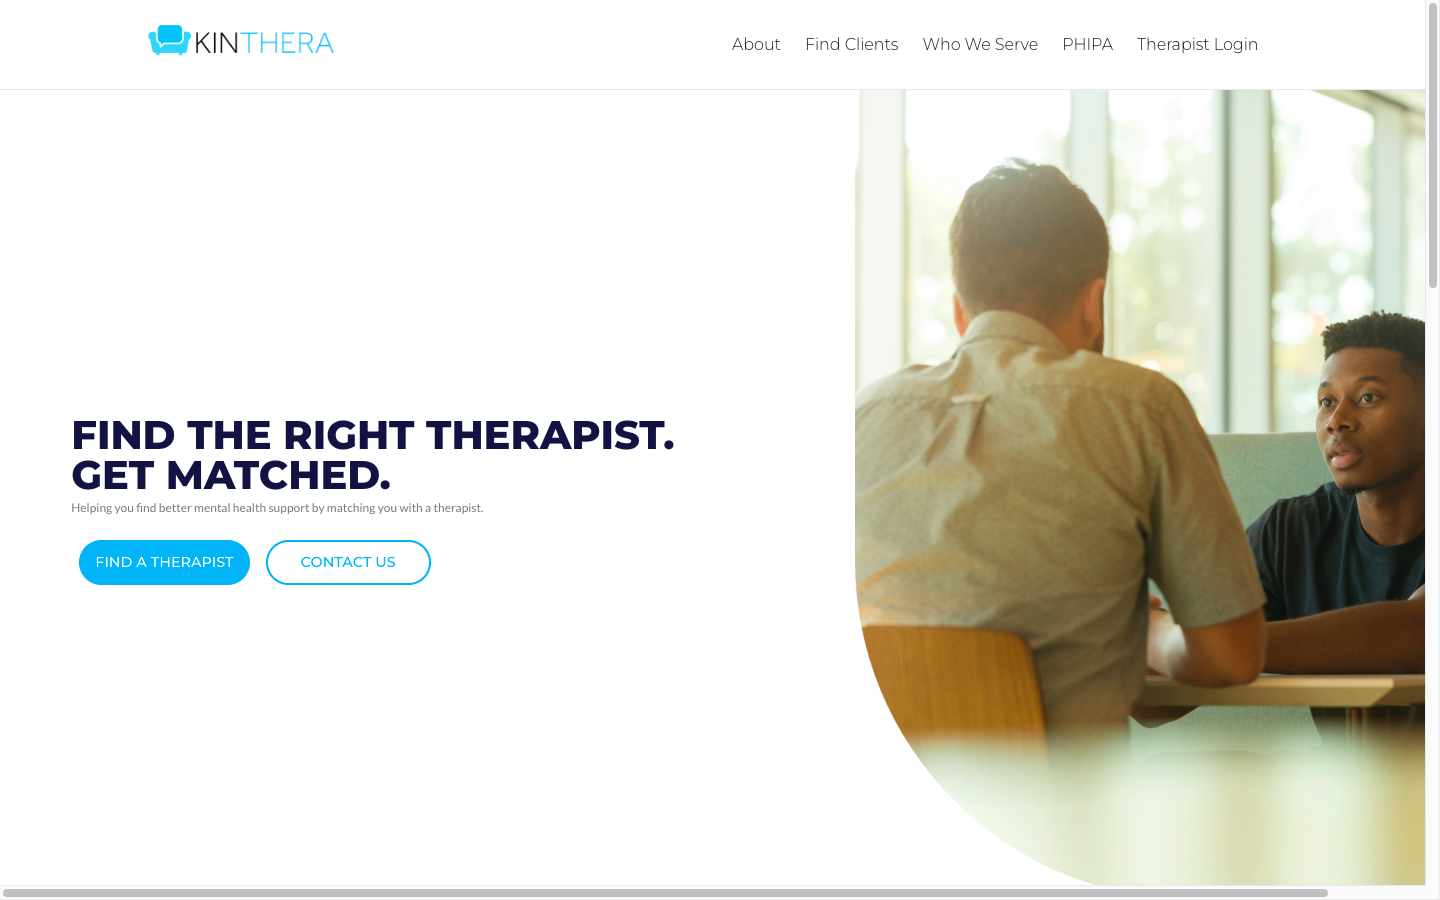 KINTHERA
About
Find Clients
Who We Serve
PHIPA
Therapist Login
FIND THE RIGHT THERAPIST.
GET MATCHED.
Helping you find better mental health support by matching you with a therapist.
FIND A THERAPIST
CONTACT US